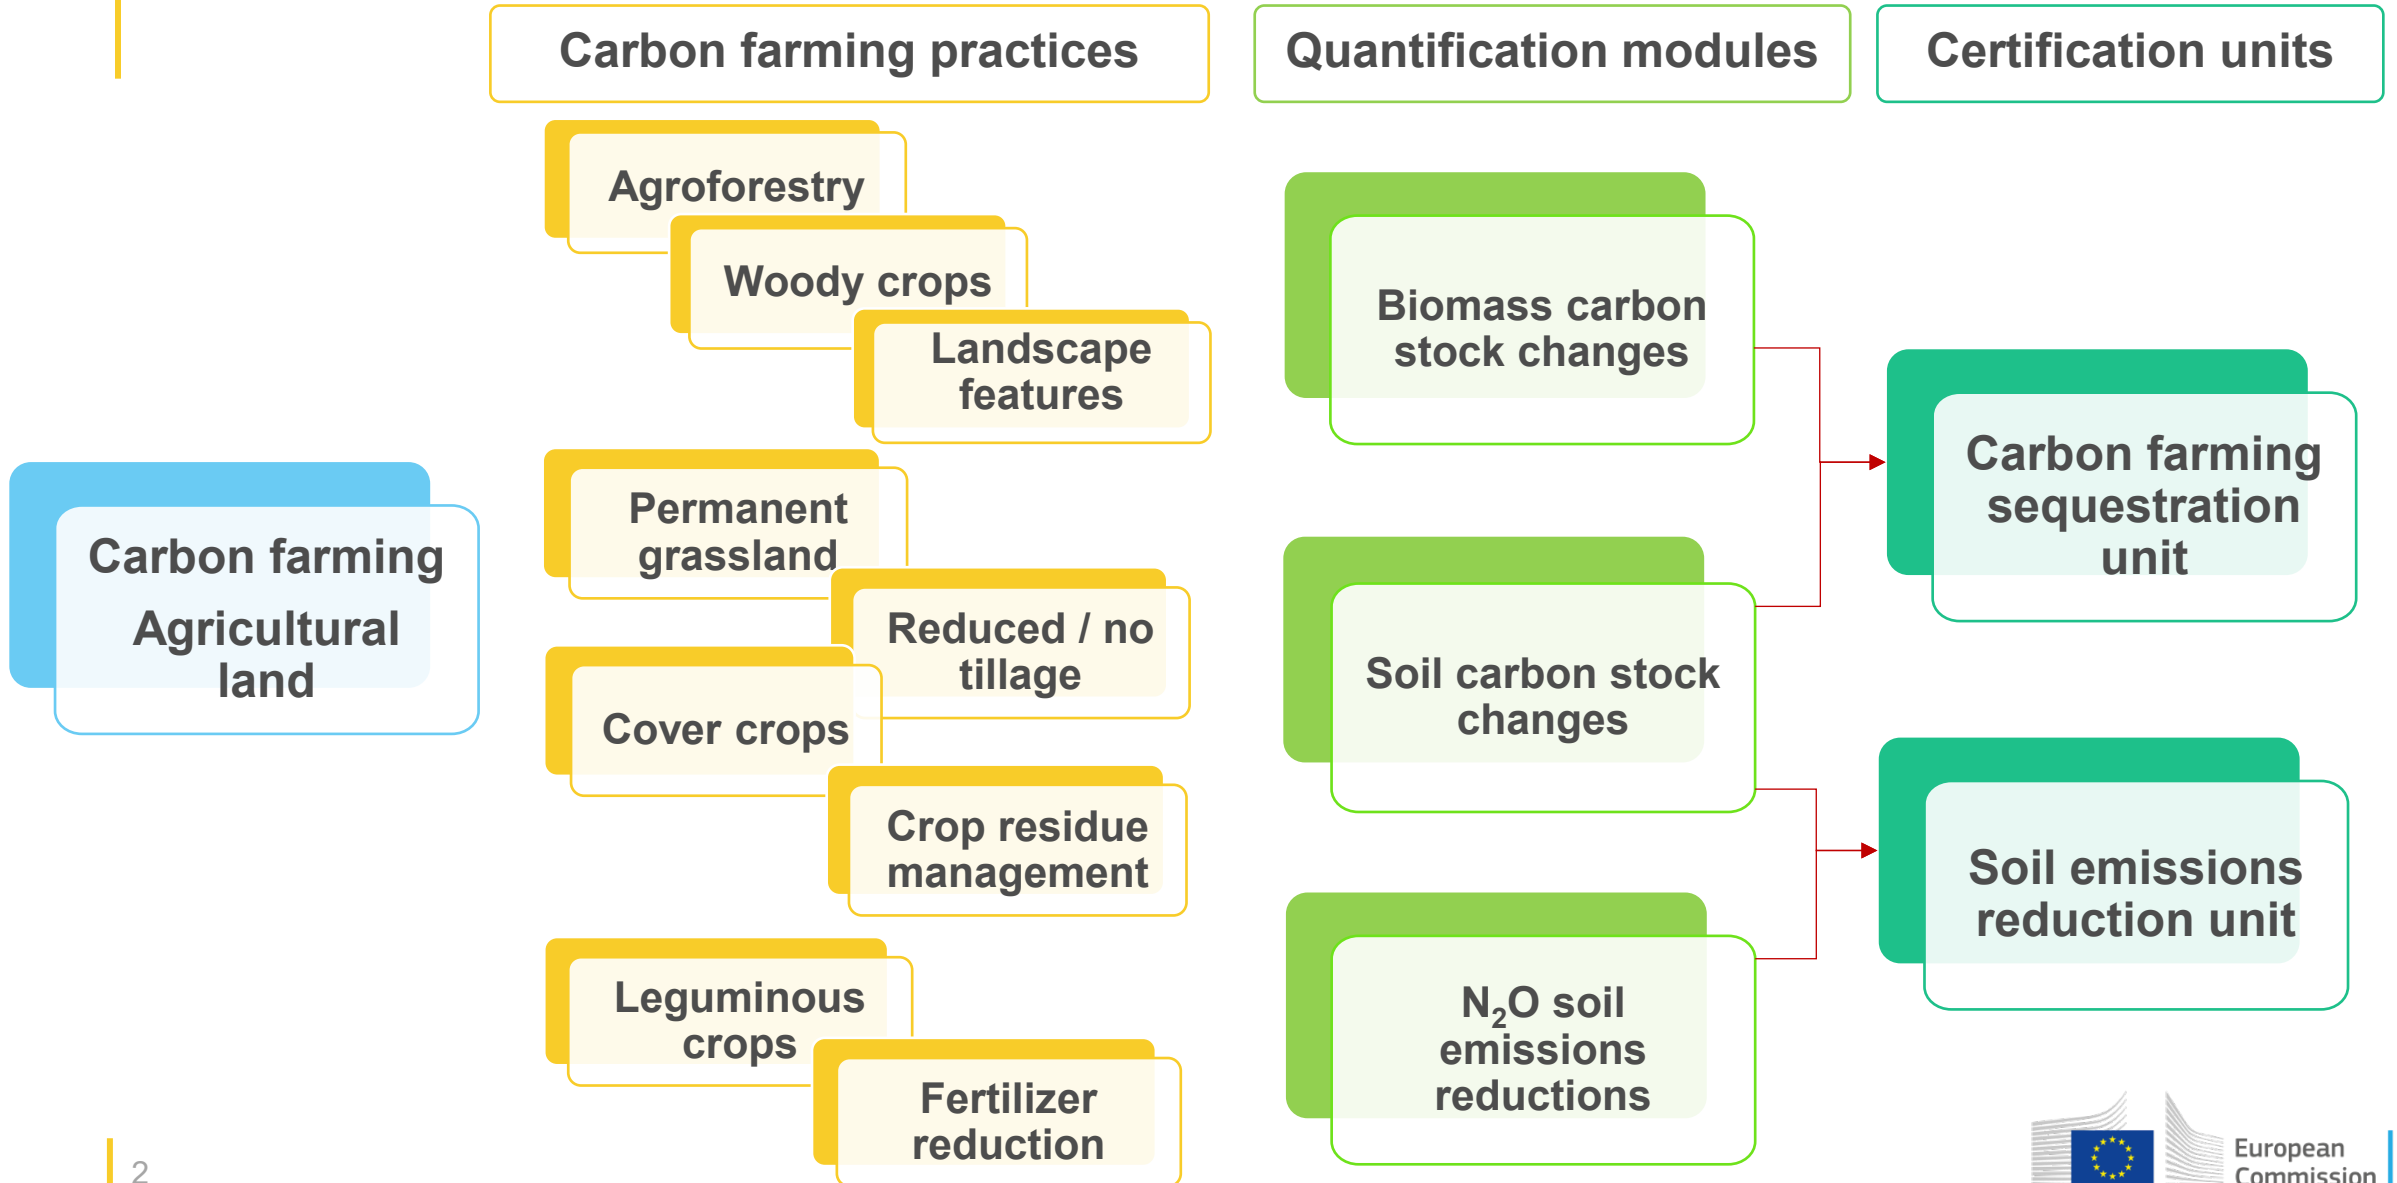 Carbon farming practices
Quantification modules
Certification units
Carbon farming
Agricultural
land
Agroforestry
Woody crops
Landscape
features
Permanent
grassland
Reduced / no
tillage
Cover crops
Crop residue
management
Leguminous
crops
Fertilizer
reduction
Biomass carbon
stock changes
Soil carbon stock
changes
N₂O soil
emissions
reductions
Carbon farming
sequestration
unit
Soil emissions
reduction unit
2
European
Commission